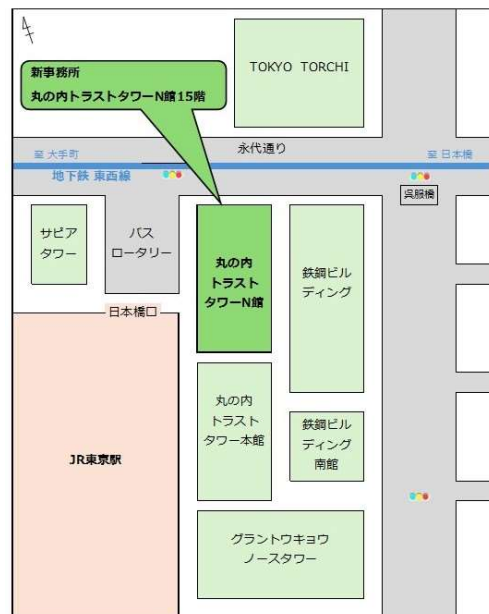 TOKYO TORCHI
新事務所
丸の内トラストタワーN館15階
永代通り
至 大手町
至 日本橋
地下鉄 東西線
呉服橋
サピア
タワー
バス
ロータリー
丸の内
トラスト
タワーN館
鉄鋼ビル
ディング
日本橋口
丸の内
トラスト
タワー本館
鉄鋼ビル
ディング
南館
JR東京駅
グラントウキョウ
ノースタワー